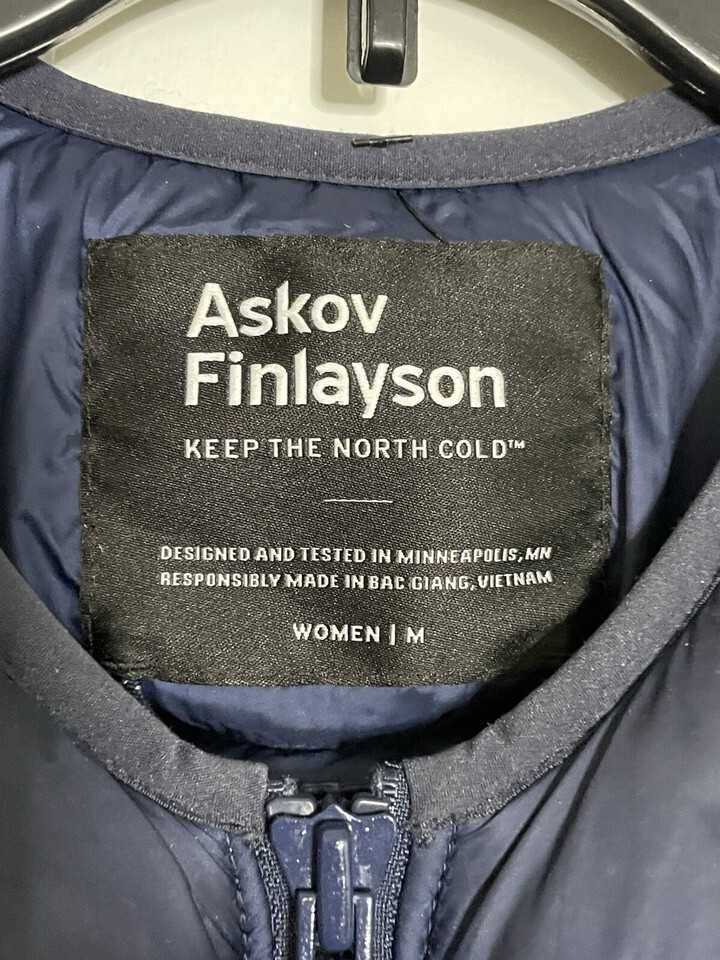 Askov
Finlayson
KEEP THE NORTH COLD™
DESIGNED AND TESTED IN MINNEAPOLIS, MN
RESPONSIBLY MADE IN BAC GIANG, VIETNAM
WOMEN | M